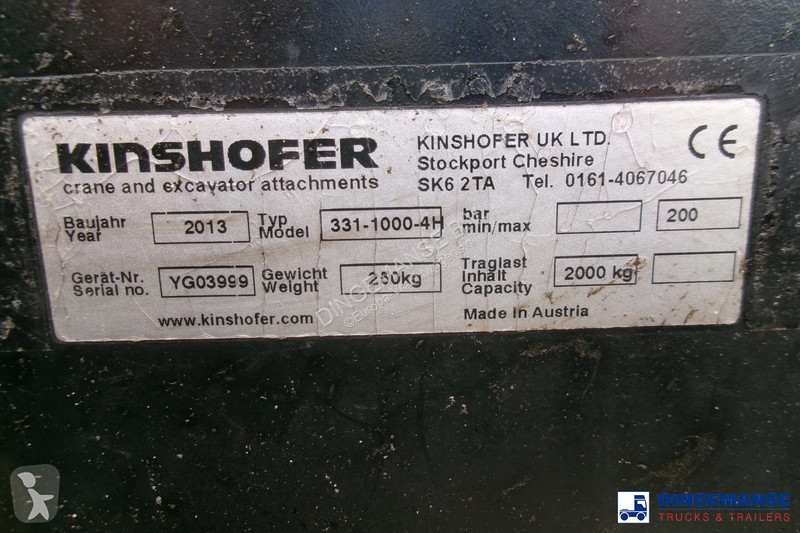 KINSHOFER
crane and excavator attachments
KINSHOFER UK LTD.
Stockport Cheshire
SK6 2TA Tel. 0161-4067046
CE
Baujahr
Year
2013
Typ
Model
331-1000-4H
bar
min/max
200
Gerät-Nr.
Serial no.
YG03999
Gewicht
Weight
260kg
Traglast
Inhalt
Capacity
2000 kg
www.kinshofer.com
Made in Austria
DINGEMANSE
TRUCKS & TRAILERS